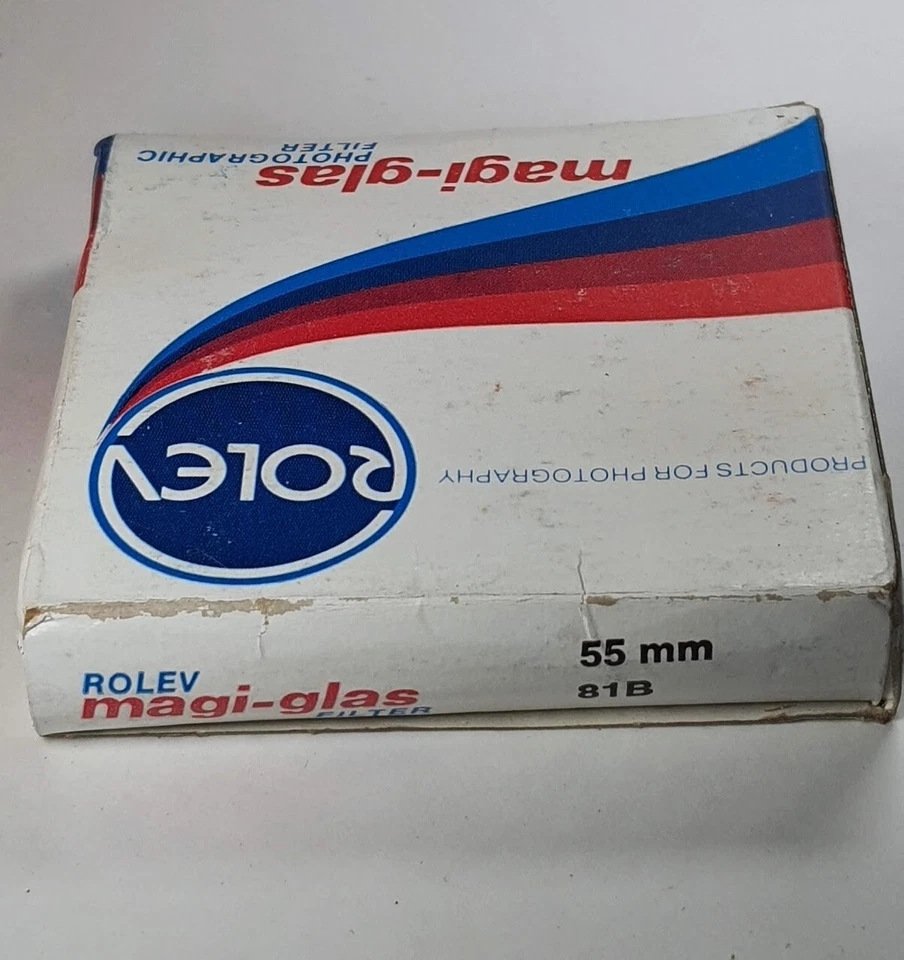 magi-glas
PHOTOGRAPHIC
FILTER
ROLEV
PRODUCTS FOR PHOTOGRAPHY
ROLEV
magi-glas
FILTER
55 mm
81B